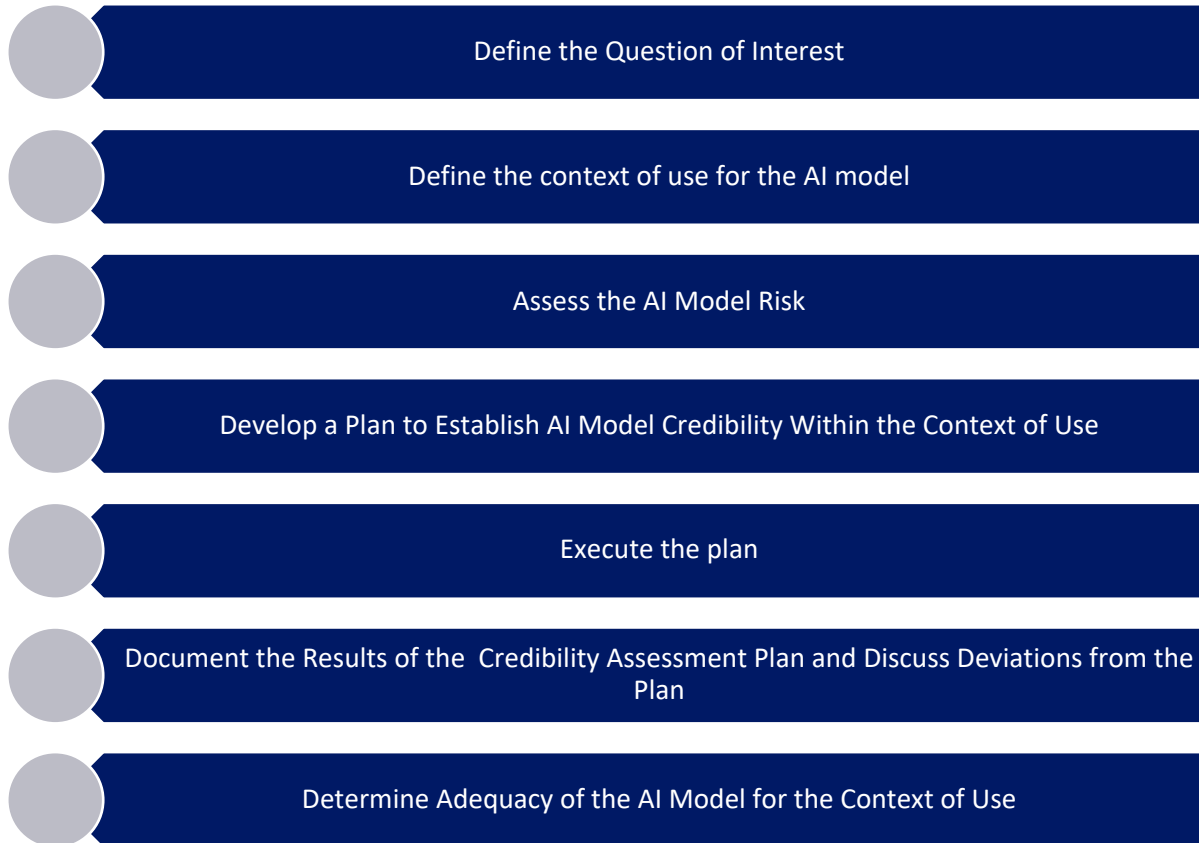 Define the Question of Interest
Define the context of use for the AI model
Assess the AI Model Risk
Develop a Plan to Establish AI Model Credibility Within the Context of Use
Execute the plan
Document the Results of the  Credibility Assessment Plan and Discuss Deviations from the
Plan
Determine Adequacy of the AI Model for the Context of Use